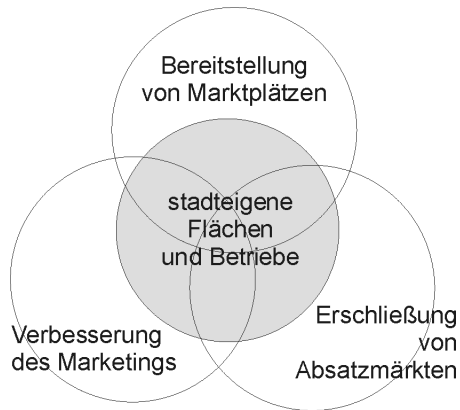 Bereitstellung
von Marktplätzen
stadteigene
Flächen
und Betriebe
Verbesserung
des Marketings
Erschließung
von
Absatzmärkten